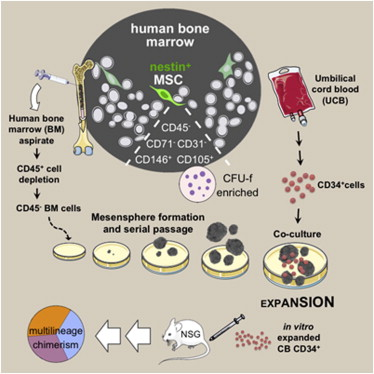 human bone
marrow
nestin⁺
MSC
CD45⁻
CD71⁻ CD31⁻
CD146⁺ CD105⁺
CFU-f
enriched
Human bone
marrow (BM)
aspirate
CD45⁺ cell
depletion
CD45⁻ BM cells
Mesensphere formation
and serial passage
Umbilical
cord blood
(UCB)
CD34⁺cells
Co-culture
EXPANSION
in vitro
expanded
CB CD34⁺
NSG
multilineage
chimerism